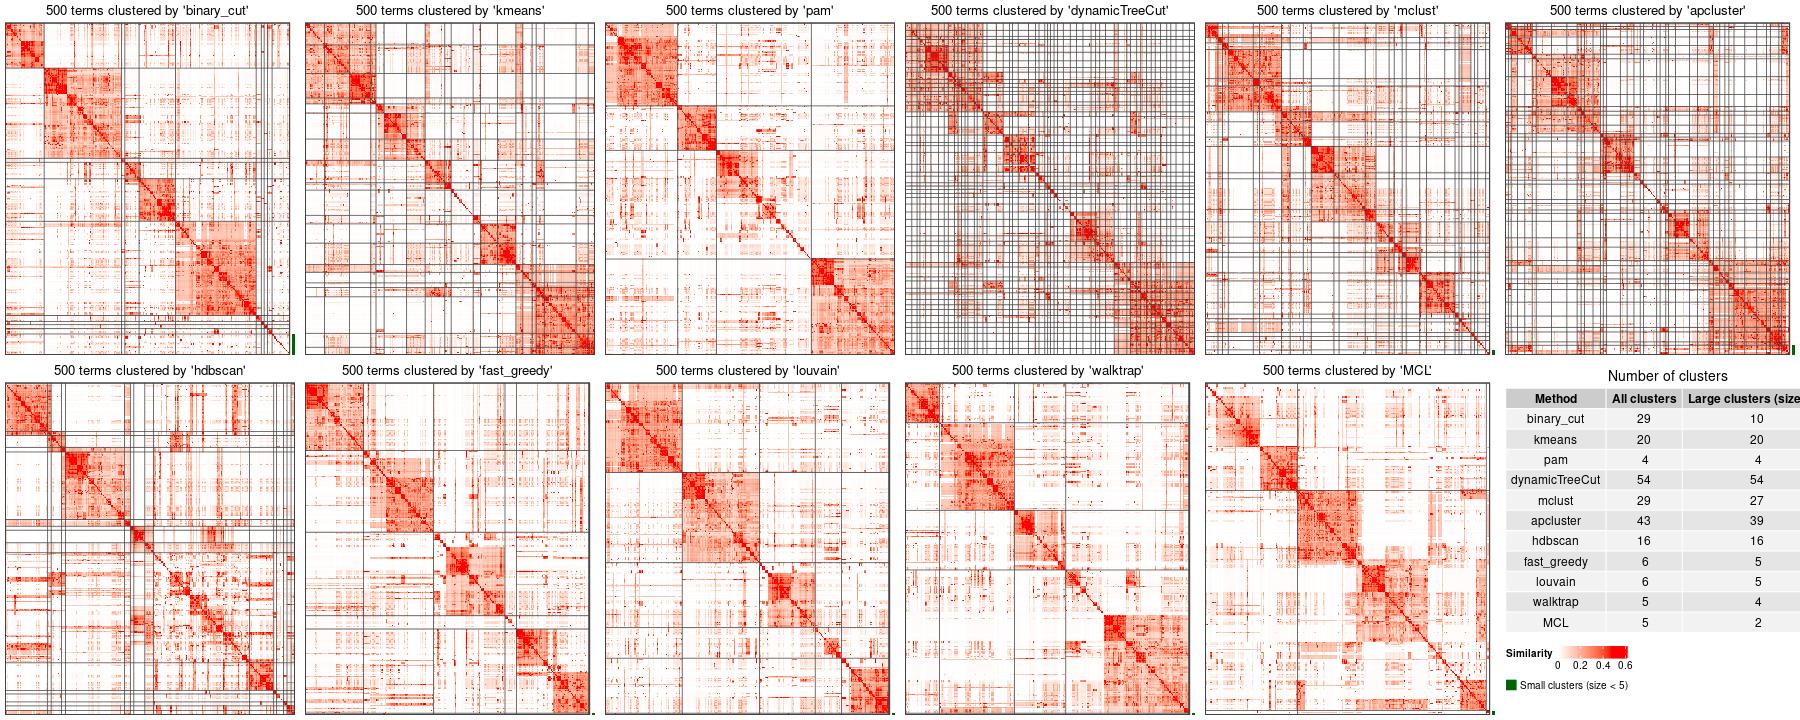 500 terms clustered by 'binary_cut'
500 terms clustered by 'kmeans'
500 terms clustered by 'pam'
500 terms clustered by 'dynamicTreeCut'
500 terms clustered by 'mclust'
500 terms clustered by 'apcluster'
500 terms clustered by 'hdbscan'
500 terms clustered by 'fast_greedy'
500 terms clustered by 'louvain'
500 terms clustered by 'walktrap'
500 terms clustered by 'MCL'
Number of clusters
Method All clusters Large clusters (size
binary_cut 29 10
kmeans 20 20
pam 4 4
dynamicTreeCut 54 54
mclust 29 27
apcluster 43 39
hdbscan 16 16
fast_greedy 6 5
louvain 6 5
walktrap 5 4
MCL 5 2
Similarity
0 0.2 0.4 0.6
Small clusters (size < 5)